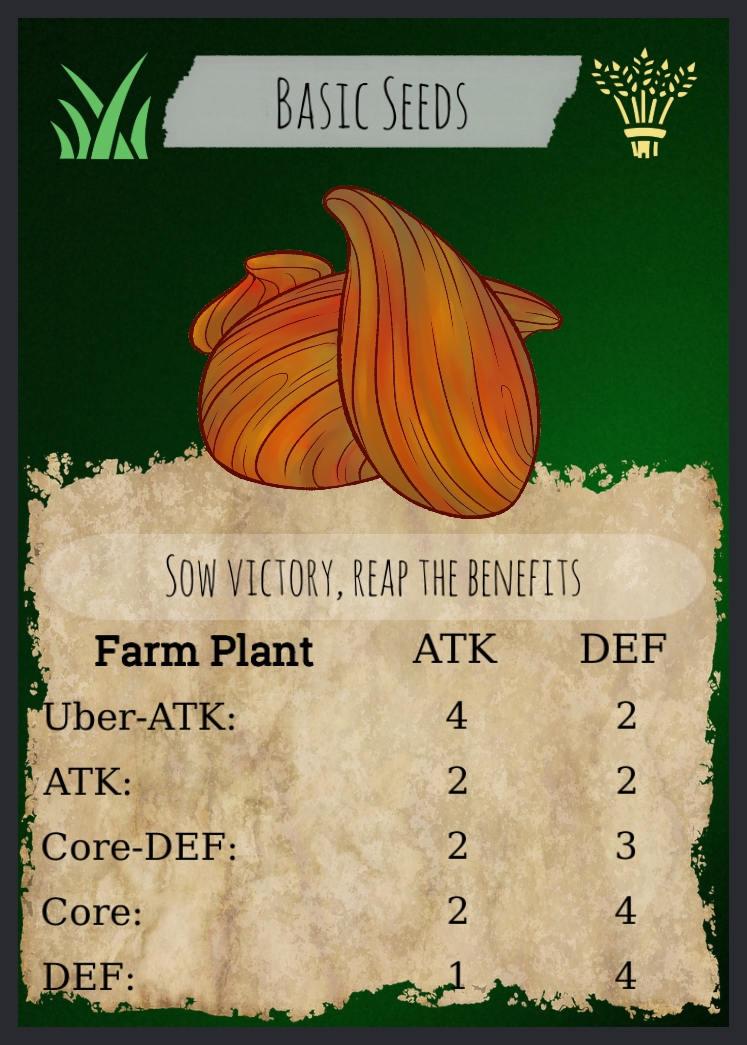 Basic Seeds
Sow victory, reap the benefits
Farm Plant ATK DEF
Uber-ATK: 4 2
ATK: 2 2
Core-DEF: 2 3
Core: 2 4
DEF: 1 4